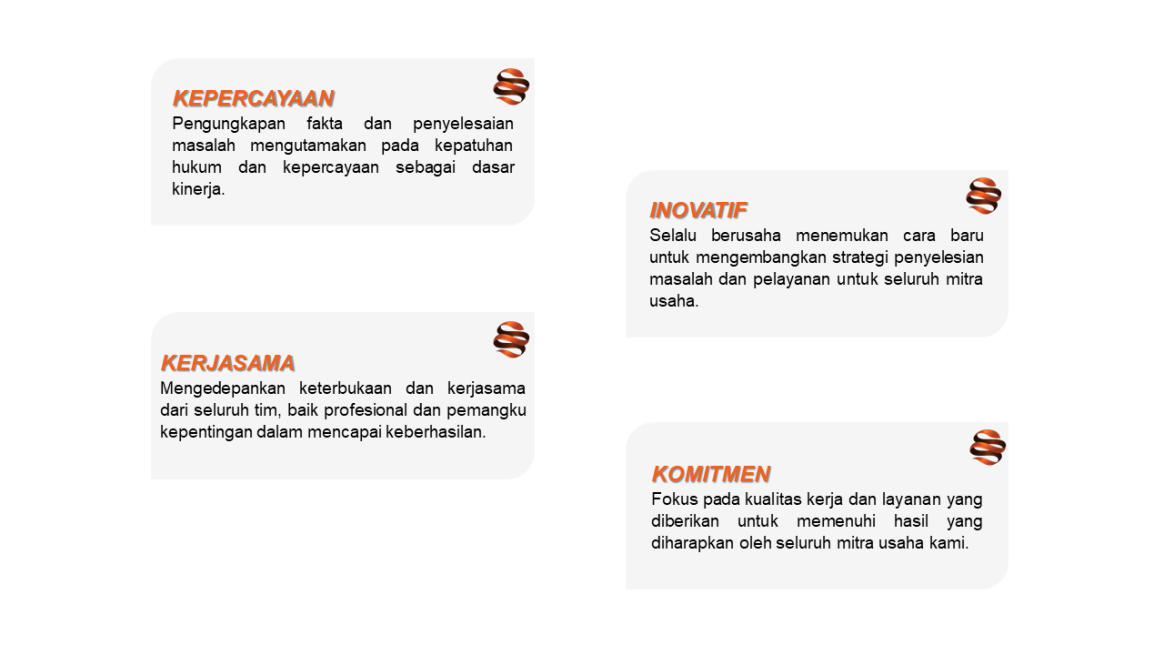 KEPERCAYAAN
Pengungkapan fakta dan penyelesaian
masalah mengutamakan pada kepatuhan
hukum dan kepercayaan sebagai dasar
kinerja.
INOVATIF
Selalu berusaha menemukan cara baru
untuk mengembangkan strategi penyelesian
masalah dan pelayanan untuk seluruh mitra
usaha.
KERJASAMA
Mengedepankan keterbukaan dan kerjasama
dari seluruh tim, baik profesional dan pemangku
kepentingan dalam mencapai keberhasilan.
KOMITMEN
Fokus pada kualitas kerja dan layanan yang
diberikan untuk memenuhi hasil yang
diharapkan oleh seluruh mitra usaha kami.